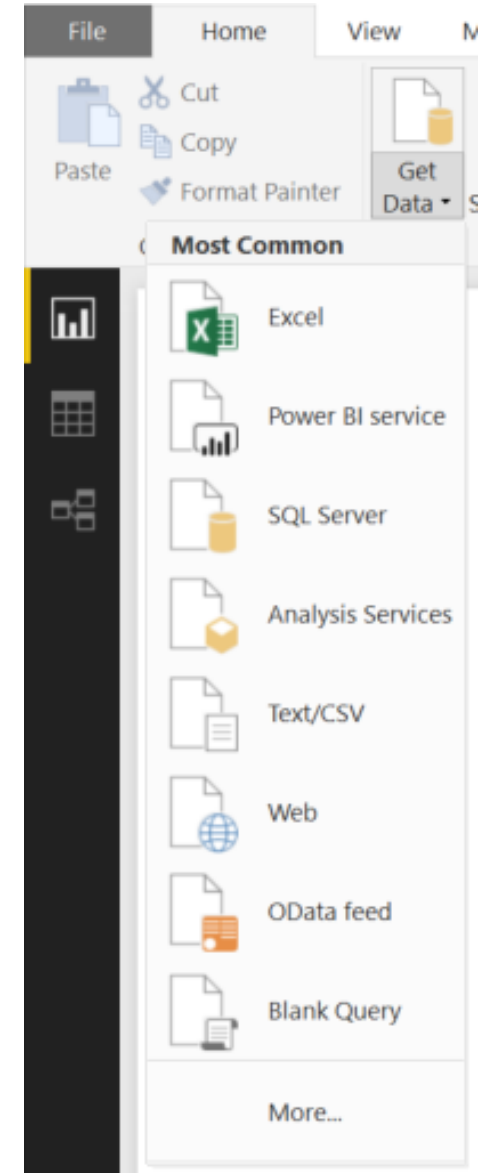 File Home View M
Cut
Copy
Paste
Format Painter
Get
Data
S
Most Common
Excel
Power BI service
SQL Server
Analysis Services
Text/CSV
Web
OData feed
Blank Query
More...